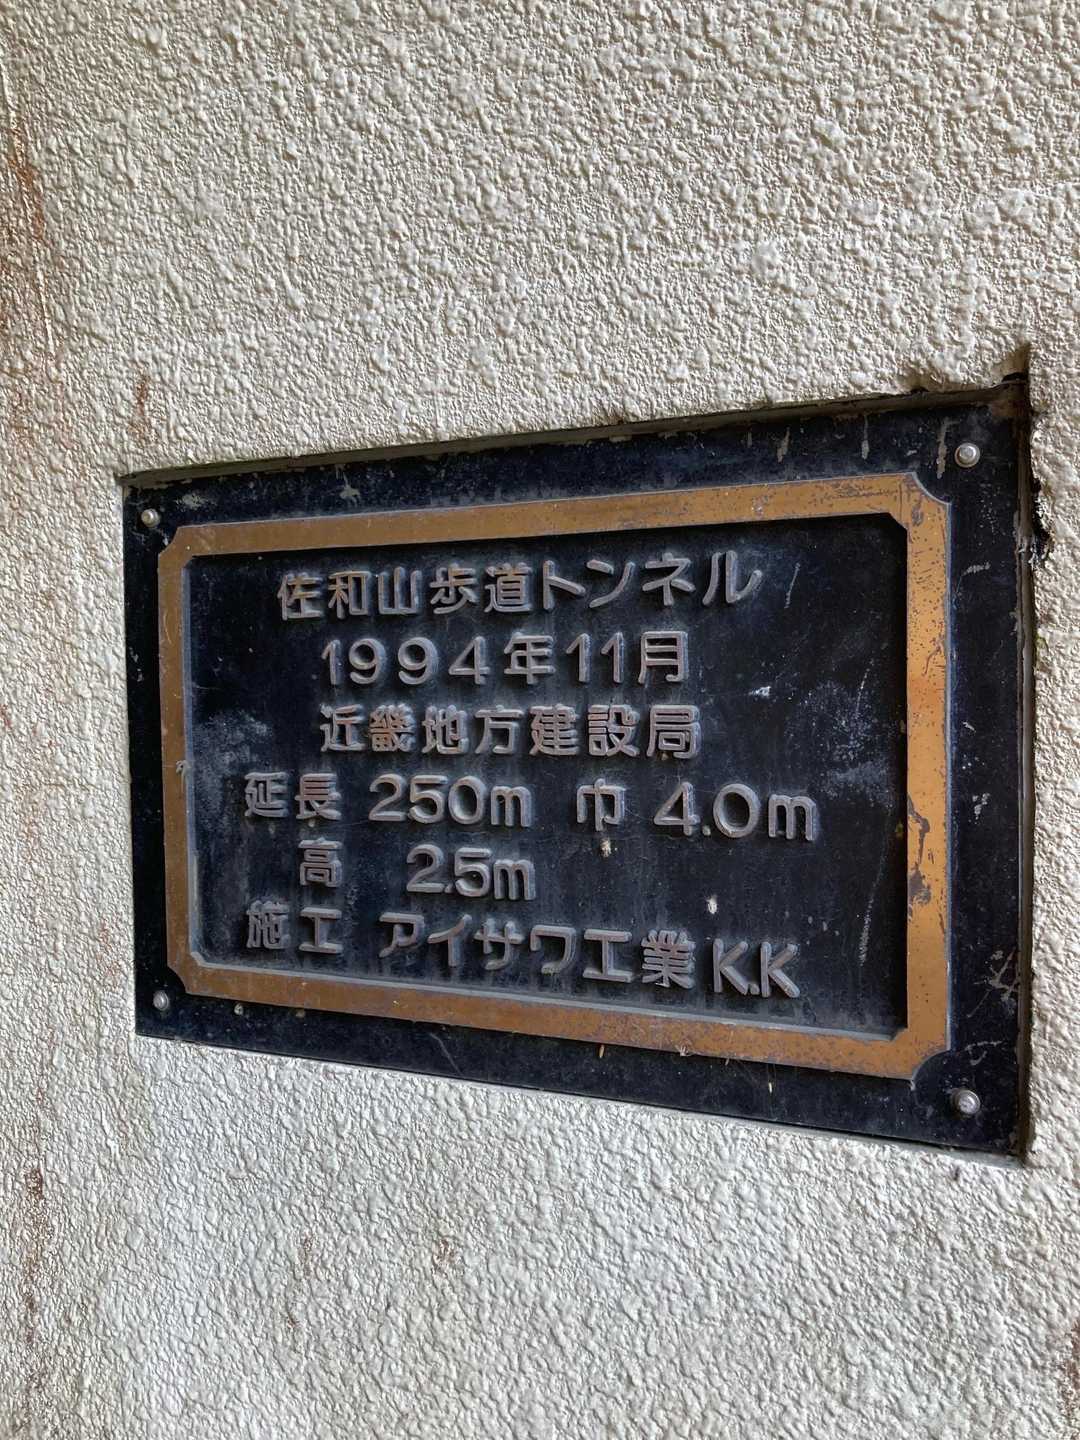 佐和山歩道トンネル
1994年11月
近畿地方建設局
延長 250m 巾 4.0m
高 2.5m
施工 アイサワ工業K.K